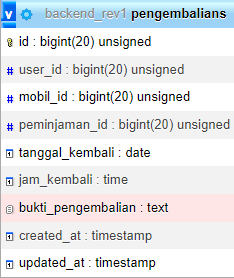 v backend_rev1 pengembalians
id : bigint(20) unsigned
# user_id : bigint(20) unsigned
# mobil_id : bigint(20) unsigned
# peminjaman_id : bigint(20) unsigned
tanggal_kembali : date
jam_kembali : time
bukti_pengembalian : text
created_at : timestamp
updated_at : timestamp